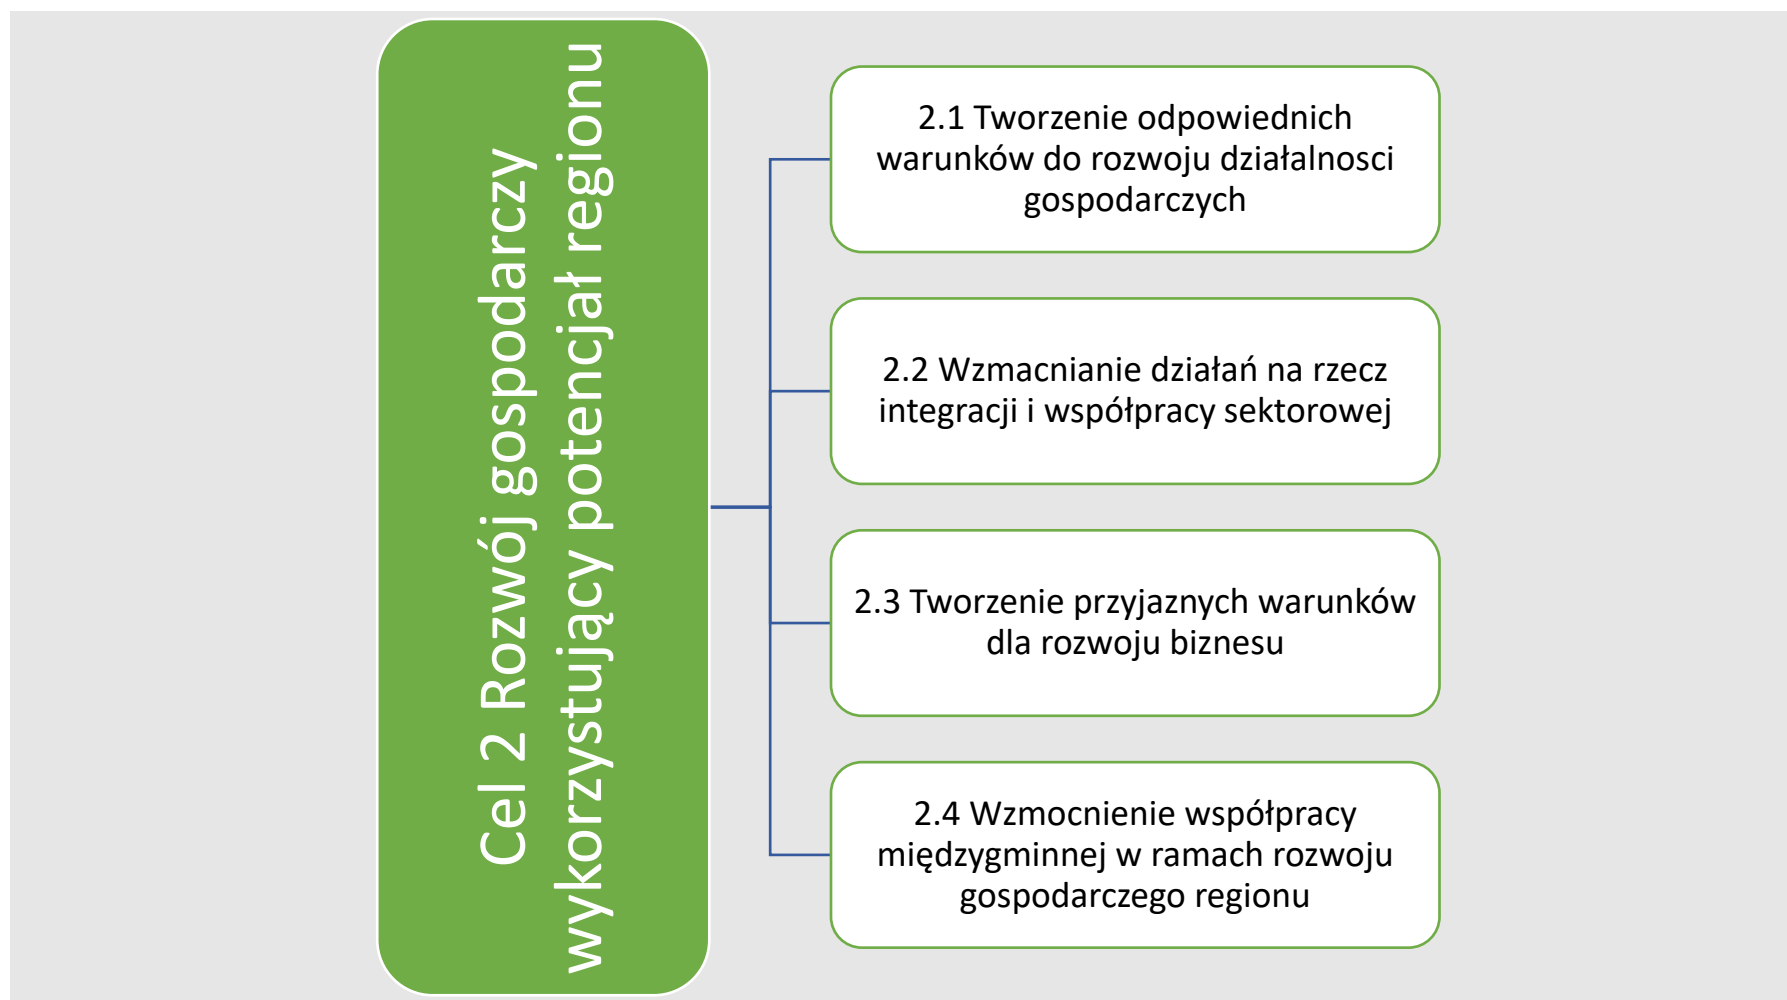 Cel 2 Rozwój gospodarczy
wykorzystujący potencjał regionu
2.1 Tworzenie odpowiednich
warunków do rozwoju działalnosci
gospodarczych
2.2 Wzmacnianie działań na rzecz
integracji i współpracy sektorowej
2.3 Tworzenie przyjaznych warunków
dla rozwoju biznesu
2.4 Wzmocnienie współpracy
międzygminnej w ramach rozwoju
gospodarczego regionu